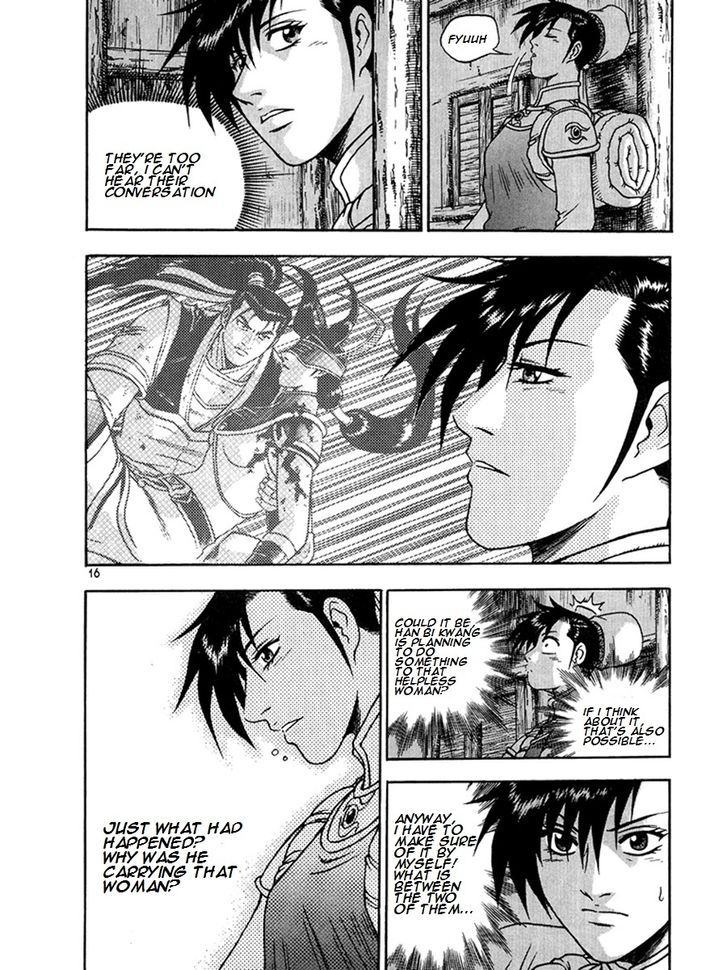 THEY'RE TOO
FAR, I CAN'T
HEAR THEIR
CONVERSATION
FYUUH
16
JUST WHAT HAD
HAPPENED?
WHY WAS HE
CARRYING THAT
WOMAN?
COULD IT BE
HAN BI KWANG
IS PLANNING
TO DO
SOMETHING
TO THAT
HELPLESS
WOMAN?
IF I THINK
ABOUT IT,
THAT'S ALSO
POSSIBLE...
ANYWAY,
I HAVE TO
MAKE SURE
OF IT BY
MYSELF!
WHAT IS
BETWEEN
THE TWO
OF THEM...